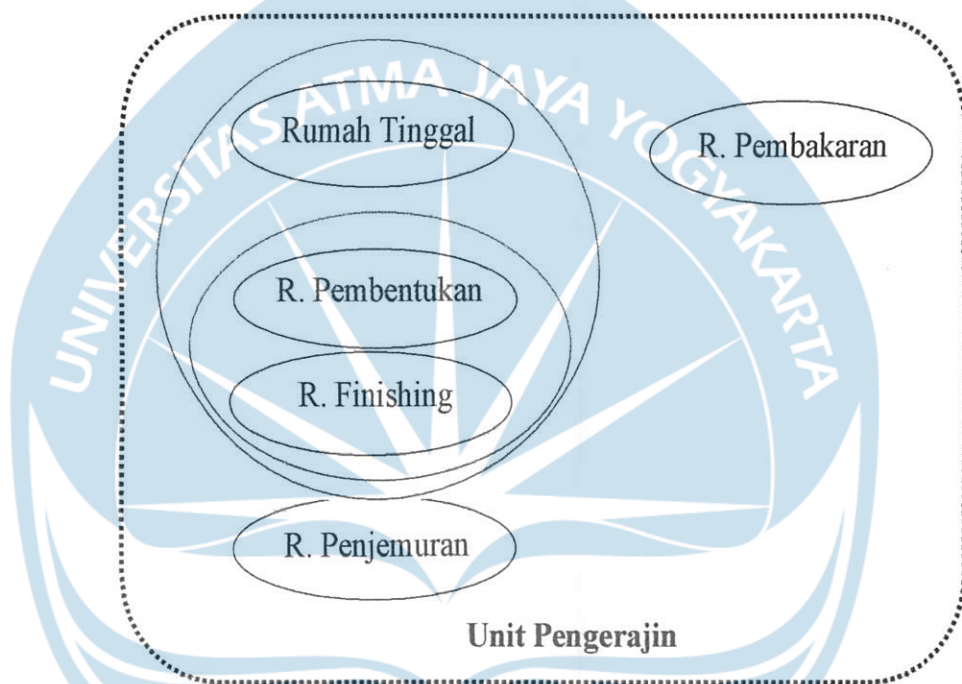 UNIVERSITAS ATMA JAYA YOGYAKARTA
Rumah Tinggal
R. Pembakaran
R. Pembentukan
R. Finishing
R. Penjemuran
Unit Pengerajin